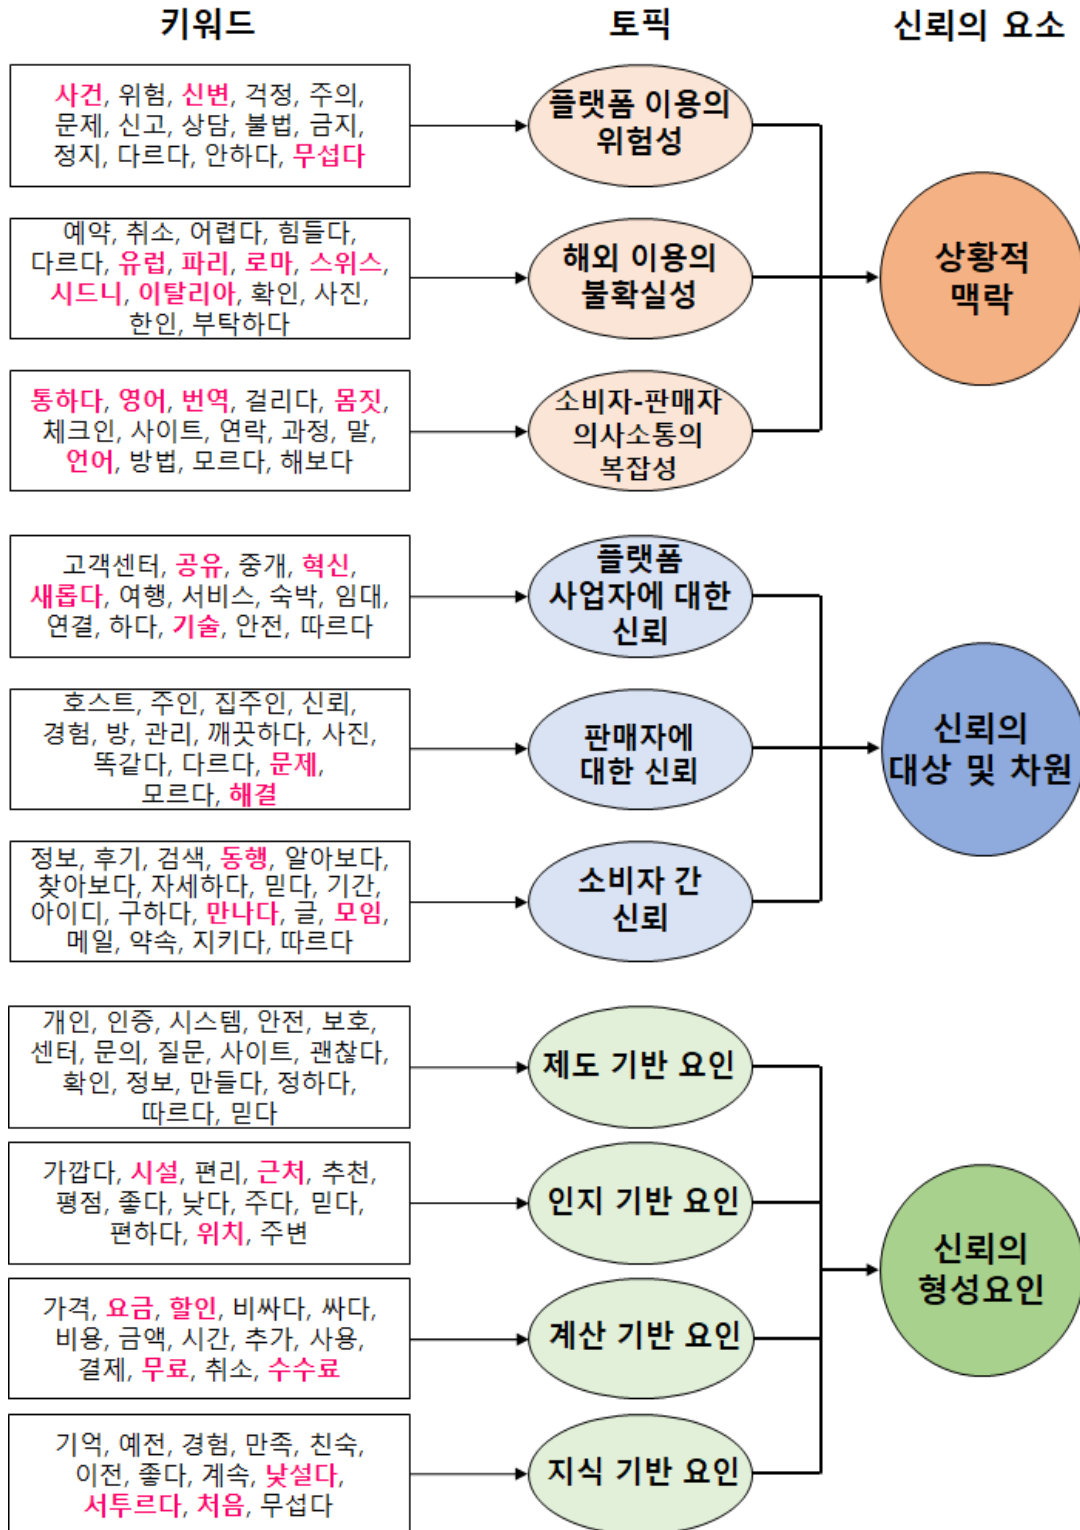 키워드 토픽 신뢰의 요소
사건, 위험, 신변, 걱정, 주의,
문제, 신고, 상담, 불법, 금지,
정지, 다르다, 안하다, 무섭다
플랫폼 이용의
위험성
예약, 취소, 어렵다, 힘들다,
다르다, 유럽, 파리, 로마, 스위스,
시드니, 이탈리아, 확인, 사진,
한인, 부탁하다
해외 이용의
불확실성
통하다, 영어, 번역, 걸리다, 몸짓,
체크인, 사이트, 연락, 과정, 말,
언어, 방법, 모르다, 해보다
소비자-판매자
의사소통의
복잡성
상황적
맥락
고객센터, 공유, 중개, 혁신,
새롭다, 여행, 서비스, 숙박, 임대,
연결, 하다, 기술, 안전, 따르다
플랫폼
사업자에 대한
신뢰
호스트, 주인, 집주인, 신뢰,
경험, 방, 관리, 깨끗하다, 사진,
똑같다, 다르다, 문제,
모르다, 해결
판매자에
대한 신뢰
정보, 후기, 검색, 동행, 알아보다,
찾아보다, 자세하다, 믿다, 기간,
아이디, 구하다, 만나다, 글, 모임,
메일, 약속, 지키다, 따르다
소비자 간
신뢰
신뢰의
대상 및 차원
개인, 인증, 시스템, 안전, 보호,
센터, 문의, 질문, 사이트, 괜찮다,
확인, 정보, 만들다, 정하다,
따르다, 믿다
제도 기반 요인
가깝다, 시설, 편리, 근처, 추천,
평점, 좋다, 낮다, 주다, 믿다,
편하다, 위치, 주변
인지 기반 요인
가격, 요금, 할인, 비싸다, 싸다,
비용, 금액, 시간, 추가, 사용,
결제, 무료, 취소, 수수료
계산 기반 요인
기억, 예전, 경험, 만족, 친숙,
이전, 좋다, 계속, 낯설다,
서투르다, 처음, 무섭다
지식 기반 요인
신뢰의
형성요인